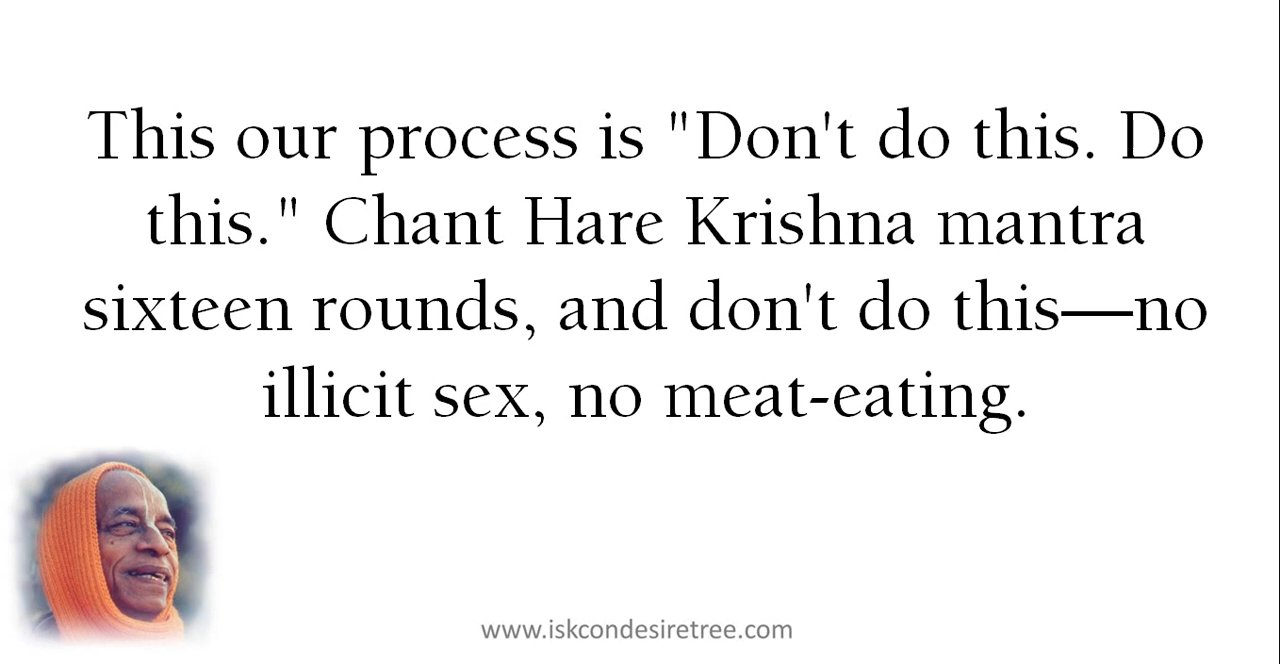 This our process is "Don't do this. Do
this." Chant Hare Krishna mantra
sixteen rounds, and don't do this—no
illicit sex, no meat-eating.
www.iskcondesiretree.com